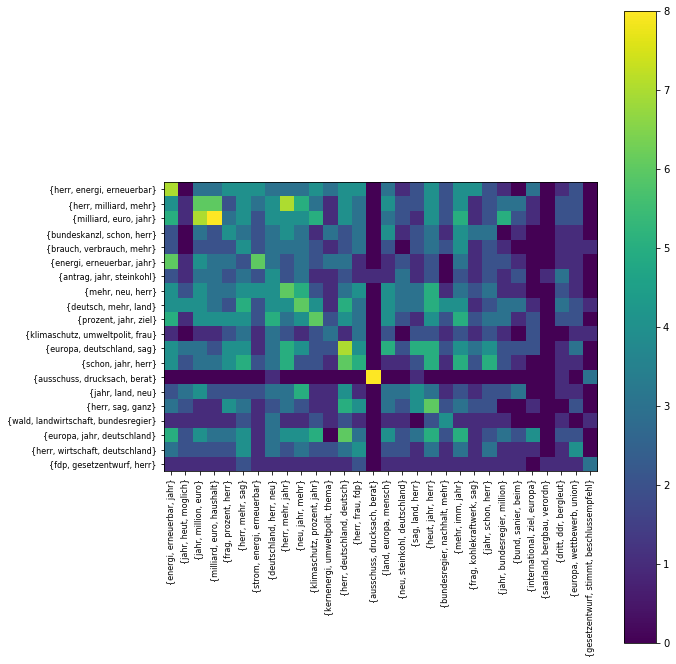 {herr, energi, erneuerbar}
{herr, milliard, mehr}
{milliard, euro, jahr}
{bundeskanzl, schon, herr}
{brauch, verbrauch, mehr}
{energi, erneuerbar, jahr}
{antrag, jahr, steinkohl}
{mehr, neu, herr}
{deutsch, mehr, land}
{prozent, jahr, ziel}
{klimaschutz, umweltpolit, frau}
{europa, deutschland, sag}
{schon, jahr, herr}
{ausschuss, drucksach, berat}
{jahr, land, neu}
{herr, sag, ganz}
{wald, landwirtschaft, bundesregier}
{europa, jahr, deutschland}
{herr, wirtschaft, deutschland}
{fdp, gesetzentwurf, herr}
{energi, erneuerbar, jahr}
{jahr, heut, moglich}
{jahr, million, euro}
{milliard, euro, haushalt}
{frag, prozent, herr}
{herr, mehr, sag}
{strom, energi, erneuerbar}
{deutschland, herr, neu}
{herr, mehr, jahr}
{neu, jahr, mehr}
{klimaschutz, prozent, jahr}
{kernenergi, umweltpolit, thema}
{herr, deutschland, deutsch}
{herr, frau, fdp}
{ausschuss, drucksach, berat}
{land, europa, mensch}
{neu, steinkohl, deutschland}
{sag, land, herr}
{heut, jahr, herr}
{bundesregier, nachhalt, mehr}
{mehr, imm, jahr}
{frag, kohlekraftwerk, sag}
{jahr, schon, herr}
{jahr, bundesregier, million}
{bund, sanier, beim}
{international, ziel, europa}
{saarland, bergbau, verordn}
{dritt, ddr, bergleut}
{europa, wettbewerb, union}
{gesetzentwurf, stimmt, beschlussempfehl}
8
7
6
5
4
3
2
1
0